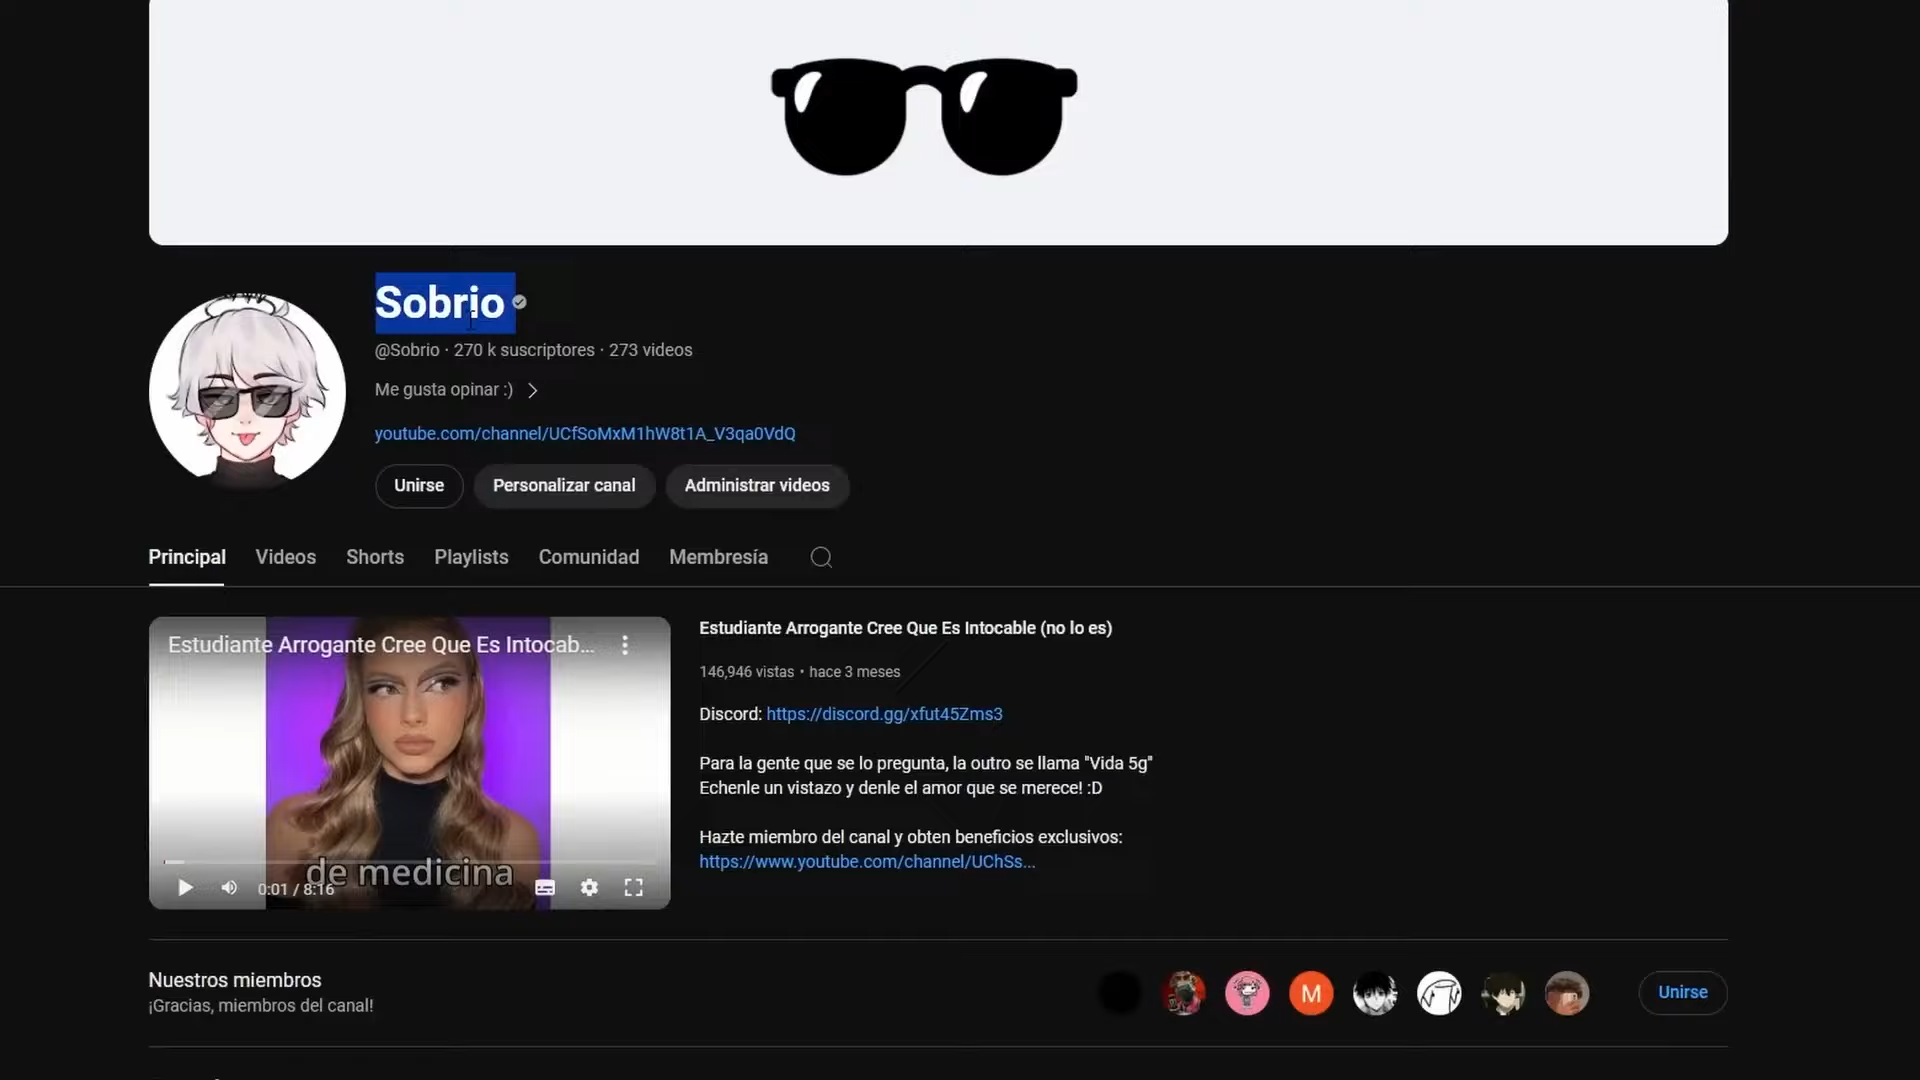 Sobrio
@Sobrio · 270 k suscriptores · 273 videos
Me gusta opinar :)
youtube.com/channel/UCfSoMxM1hW8t1A_V3qa0VdQ
Unirse
Personalizar canal
Administrar videos
Principal
Videos
Shorts
Playlists
Comunidad
Membresía
Estudiante Arrogante Cree Que Es Intocab...
de medicina
0:01 / 8:16
Estudiante Arrogante Cree Que Es Intocable (no lo es)
146,946 vistas • hace 3 meses
Discord: https://discord.gg/xfut45Zms3
Para la gente que se lo pregunta, la outro se llama "Vida 5g"
Echenle un vistazo y denle el amor que se merece! :D
Hazte miembro del canal y obten beneficios exclusivos:
https://www.youtube.com/channel/UChSs...
Nuestros miembros
¡Gracias, miembros del canal!
M
Unirse